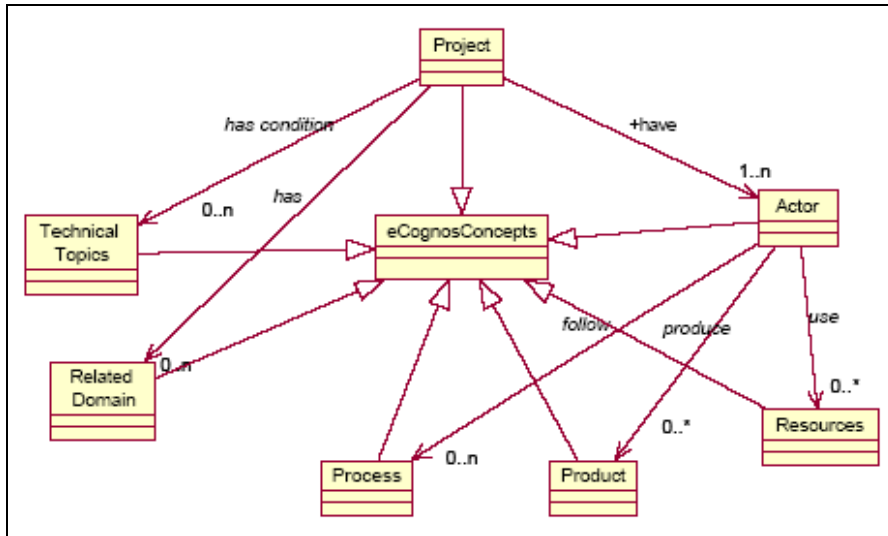 Project
has condition
+have
has
0..n
1..n
Technical
Topics
eCognosConcepts
Actor
follow
produce
use
Related
Domain
0..n
0..*
0..*
Resources
Process
0..n
Product